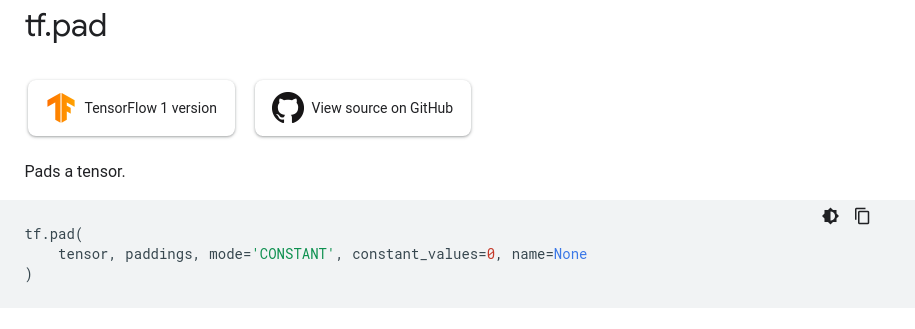 tf.pad
TensorFlow 1 version
View source on GitHub
Pads a tensor.
tf.pad(
    tensor, paddings, mode='CONSTANT', constant_values=0, name=None
)